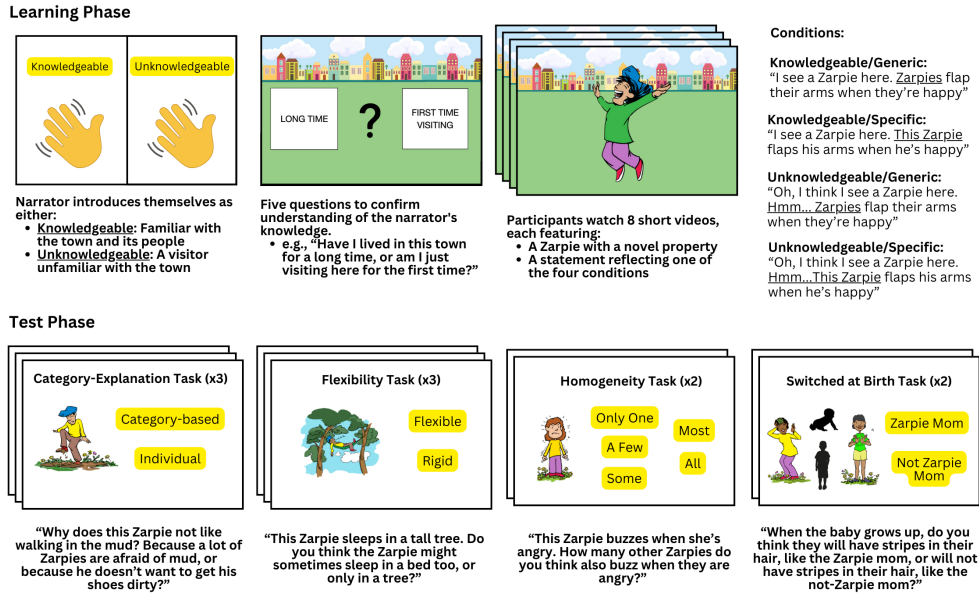 Learning Phase
Knowledgeable
Unknowledgeable
Narrator introduces themselves as
either:
• Knowledgeable: Familiar with
the town and its people
• Unknowledgeable: A visitor
unfamiliar with the town
LONG TIME
?
FIRST TIME
VISITING
Five questions to confirm
understanding of the narrator's
knowledge.
• e.g., “Have I lived in this town
for a long time, or am I just
visiting here for the first time?”
Participants watch 8 short videos,
each featuring:
• A Zarpie with a novel property
• A statement reflecting one of
the four conditions
Conditions:
Knowledgeable/Generic:
“I see a Zarpie here. Zarpies flap
their arms when they’re happy”
Knowledgeable/Specific:
“I see a Zarpie here. This Zarpie
flaps his arms when he’s happy”
Unknowledgeable/Generic:
“Oh, I think I see a Zarpie here.
Hmm... Zarpies flap their arms
when they’re happy”
Unknowledgeable/Specific:
“Oh, I think I see a Zarpie here.
Hmm...This Zarpie flaps his arms
when he’s happy”
Test Phase
Category-Explanation Task (x3)
Category-based
Individual
“Why does this Zarpie not like
walking in the mud? Because a lot of
Zarpies are afraid of mud, or
because he doesn’t want to get his
shoes dirty?”
Flexibility Task (x3)
Flexible
Rigid
“This Zarpie sleeps in a tall tree. Do
you think the Zarpie might
sometimes sleep in a bed too, or
only in a tree?”
Homogeneity Task (x2)
Only One
A Few
Some
Most
All
“This Zarpie buzzes when she’s
angry. How many other Zarpies do
you think also buzz when they are
angry?”
Switched at Birth Task (x2)
Zarpie Mom
Not Zarpie
Mom
“When the baby grows up, do you
think they will have stripes in their
hair, like the Zarpie mom, or will not
have stripes in their hair, like the
not-Zarpie mom?”